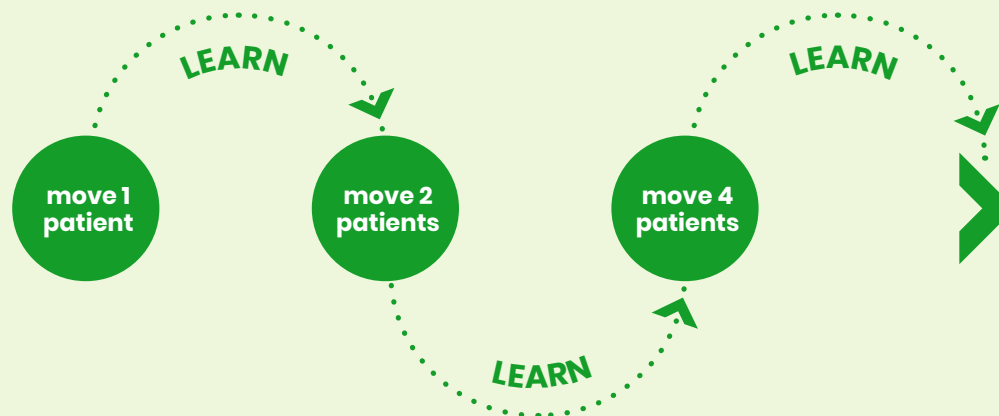 LEARN
LEARN
move 1
patient
move 2
patients
move 4
patients
LEARN